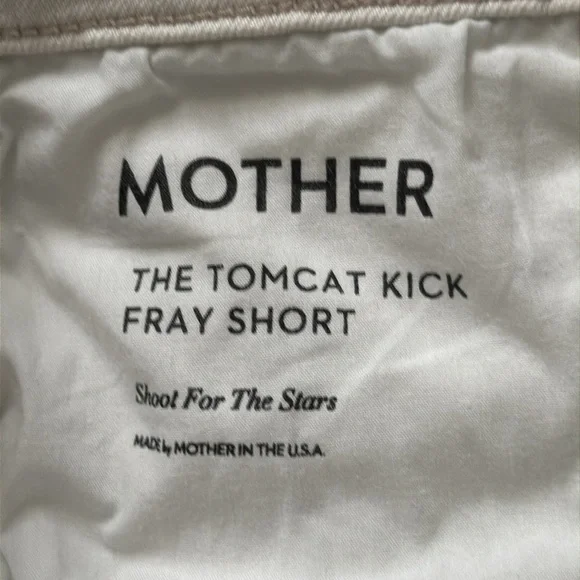 MOTHER
THE TOMCAT KICK
FRAY SHORT
Shoot For The Stars
MADE by MOTHER IN THE U.S.A.